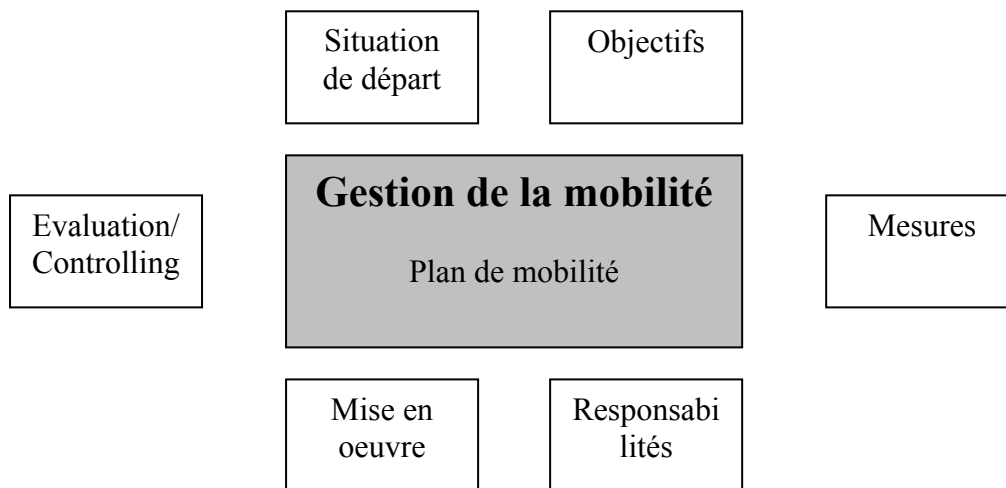 Situation
de départ
Objectifs
Gestion de la mobilité
Plan de mobilité
Evaluation/
Controlling
Mesures
Mise en
oeuvre
Responsabi
lités